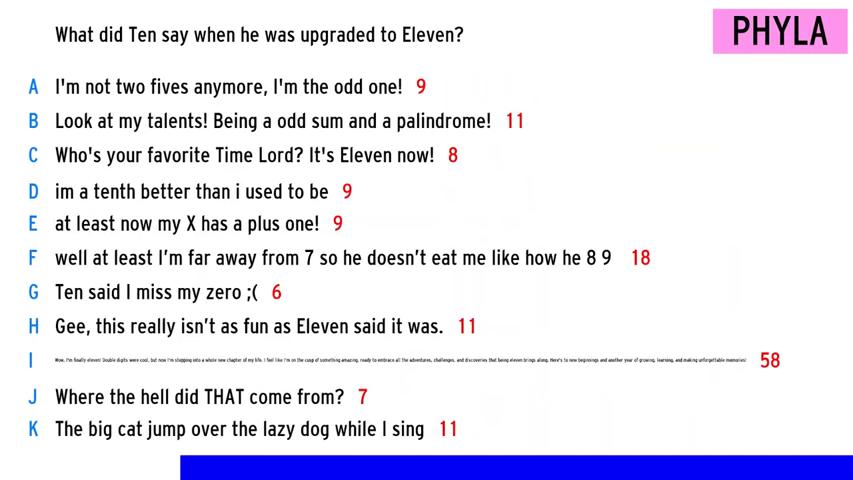 What did Ten say when he was upgraded to Eleven?
PHYLA
A I'm not two fives anymore, I'm the odd one! 9
B Look at my talents! Being a odd sum and a palindrome! 11
C Who's your favorite Time Lord? It's Eleven now! 8
D im a tenth better than i used to be 9
E at least now my X has a plus one! 9
F well at least I'm far away from 7 so he doesn't eat me like how he 8 9 18
G Ten said I miss my zero ;( 6
H Gee, this really isn't as fun as Eleven said it was. 11
I Wow, I'm finally eleven! Double digits were cool, but now I'm stepping into a whole new chapter of my life. I feel like I'm on the cusp of something amazing, ready to embrace all the adventures, challenges, and discoveries that being eleven brings along. Here's to new beginnings and another year of growing, learning, and making unforgettable memories! 58
J Where the hell did THAT come from? 7
K The big cat jump over the lazy dog while I sing 11